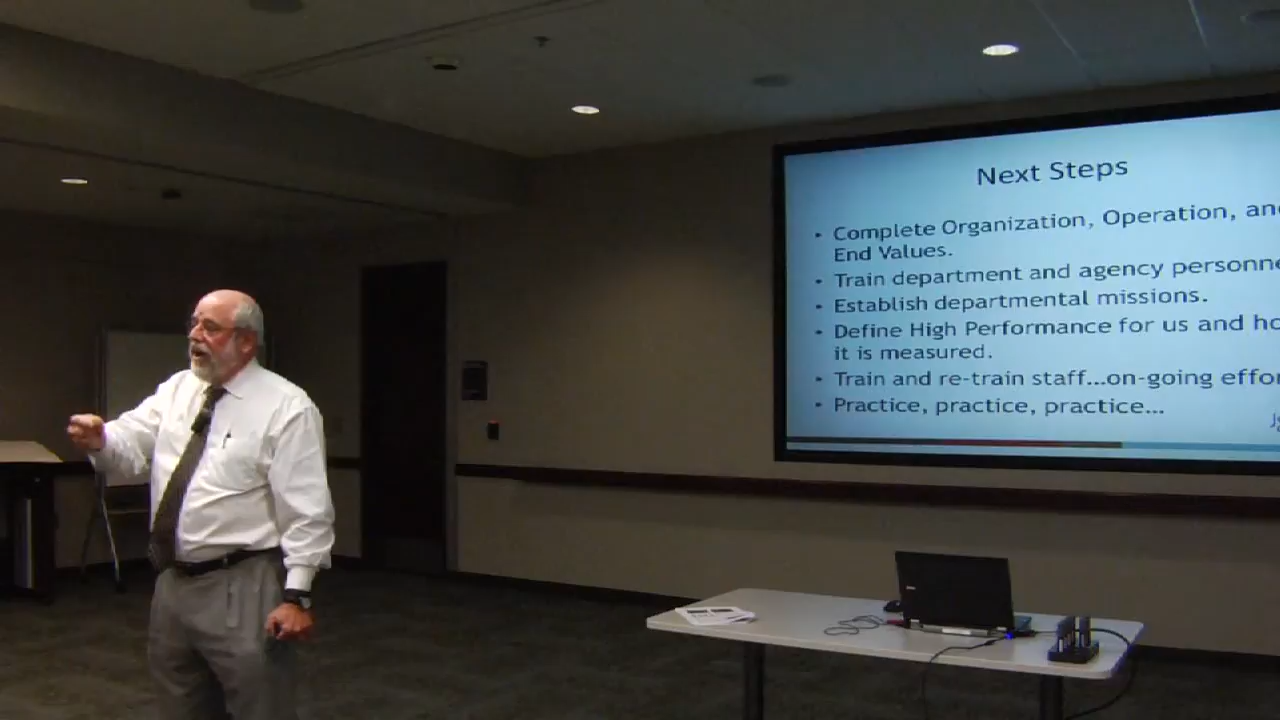 Next Steps
• Complete Organization, Operation, and
End Values.
• Train department and agency personne
• Establish departmental missions.
• Define High Performance for us and ho
it is measured.
• Train and re-train staff...on-going effor
• Practice, practice, practice...